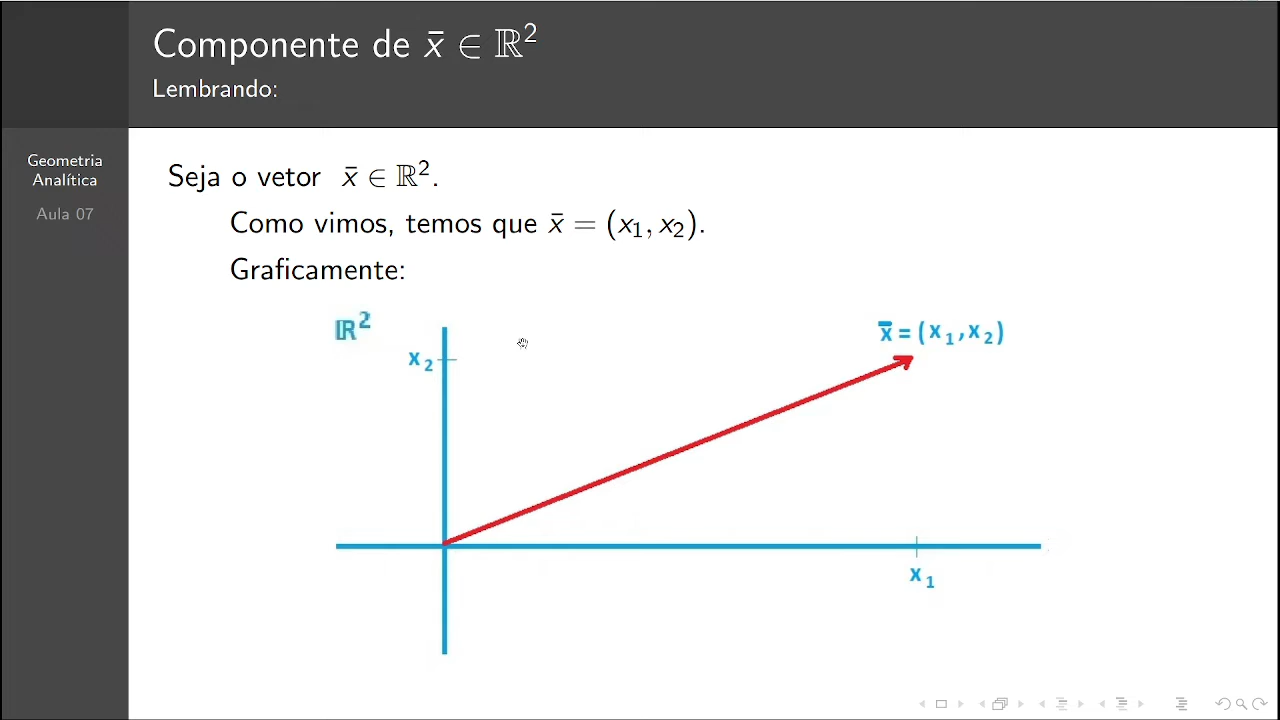 Componente de x̄ ∈ ℝ²
Lembrando:
Geometria
Analítica
Aula 07
Seja o vetor x̄ ∈ ℝ².
Como vimos, temos que x̄ = (x₁, x₂).
Graficamente:
ℝ²
x̄ = (x₁, x₂)
x₂
x₁